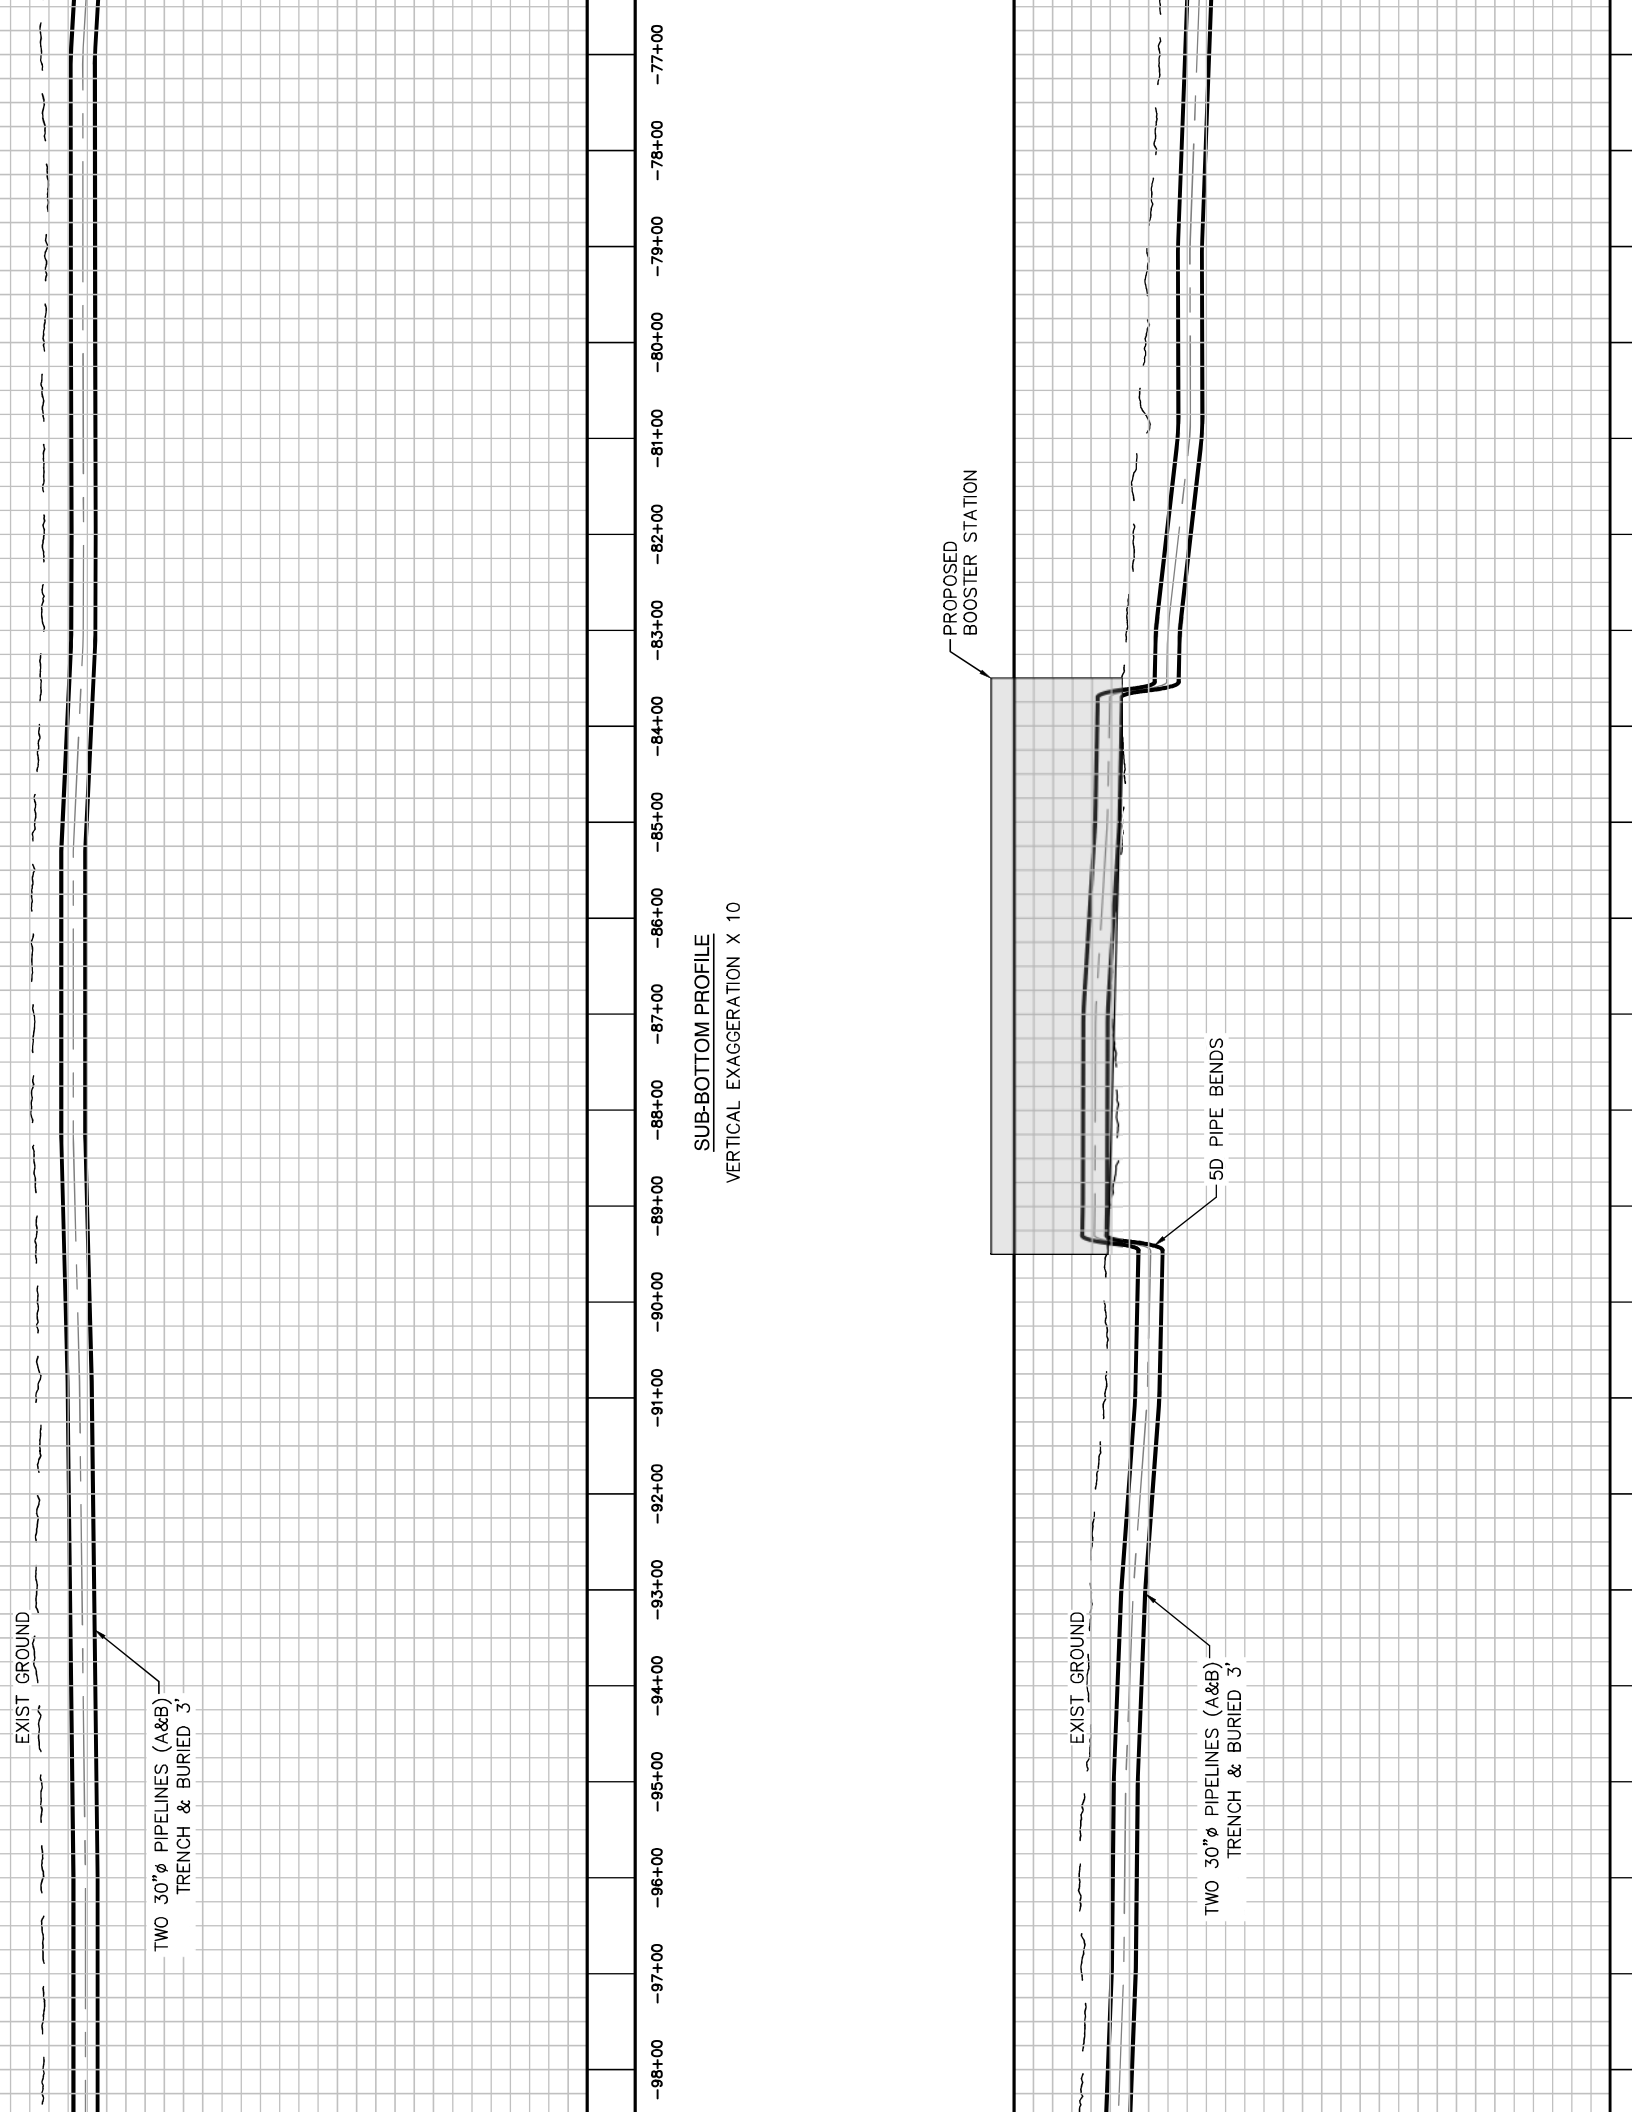 EXIST GROUND
TWO 30"ø PIPELINES (A&B)
TRENCH & BURIED 3'
-98+00
-97+00
-96+00
-95+00
-94+00
-93+00
-92+00
-91+00
-90+00
-89+00
-88+00
-87+00
-86+00
-85+00
-84+00
-83+00
-82+00
-81+00
-80+00
-79+00
-78+00
-77+00
SUB-BOTTOM PROFILE
VERTICAL EXAGGERATION X 10
PROPOSED
BOOSTER STATION
EXIST GROUND
TWO 30"ø PIPELINES (A&B)
TRENCH & BURIED 3'
5D PIPE BENDS